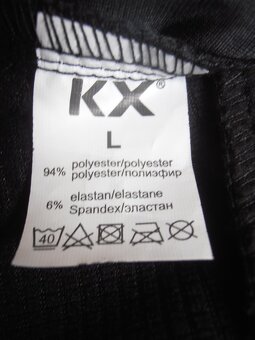 KX®
L
94% polyester/polyester
polyester/полиэфир
6% elastan/elastane
Spandex/эластан
40